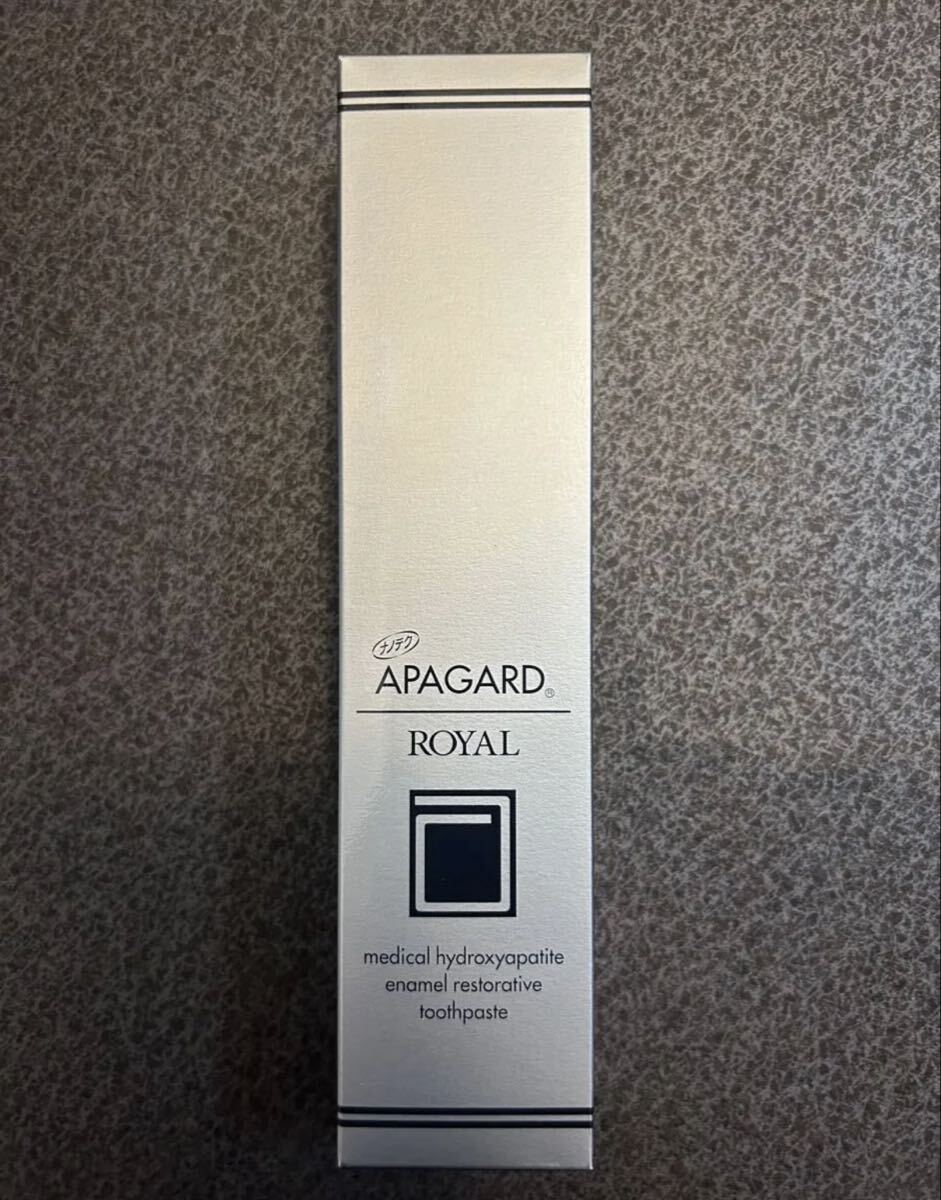 ナノテク
APAGARD®
ROYAL
medical hydroxyapatite
enamel restorative
toothpaste